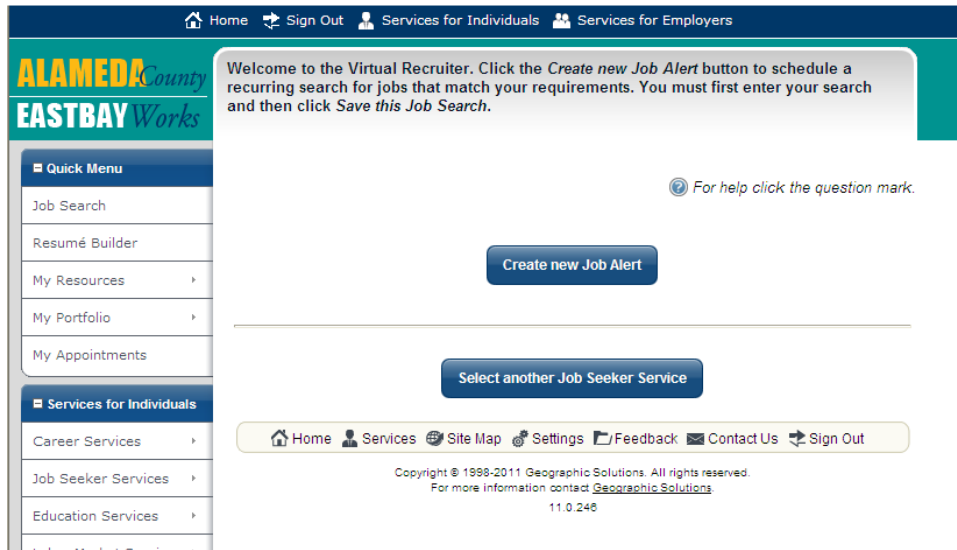 Home Sign Out Services for Individuals Services for Employers
ALAMEDA County
EASTBAY Works
Welcome to the Virtual Recruiter. Click the Create new Job Alert button to schedule a
recurring search for jobs that match your requirements. You must first enter your search
and then click Save this Job Search.
Quick Menu
Job Search
Resumé Builder
My Resources
My Portfolio
My Appointments
Services for Individuals
Career Services
Job Seeker Services
Education Services
For help click the question mark.
Create new Job Alert
Select another Job Seeker Service
Home Services Site Map Settings Feedback Contact Us Sign Out
Copyright © 1998-2011 Geographic Solutions. All rights reserved.
For more information contact Geographic Solutions.
11.0.246